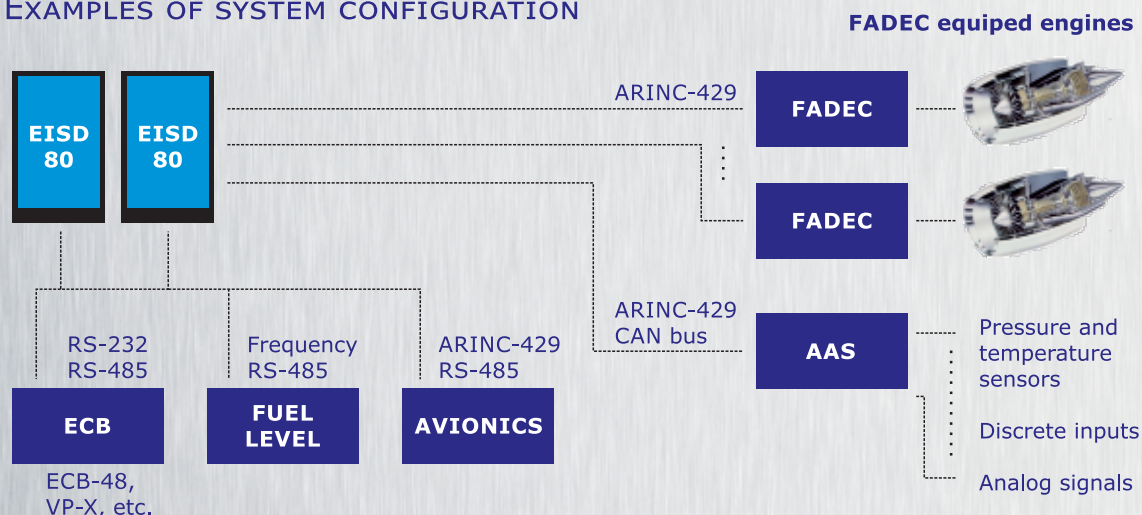 EXAMPLES OF SYSTEM CONFIGURATION
FADEC equiped engines
EISD
80
EISD
80
ARINC-429
FADEC
FADEC
ARINC-429
CAN bus
AAS
Pressure and
temperature
sensors
Discrete inputs
Analog signals
RS-232
RS-485
Frequency
RS-485
ARINC-429
RS-485
ECB
FUEL
LEVEL
AVIONICS
ECB-48,
VP-X, etc.